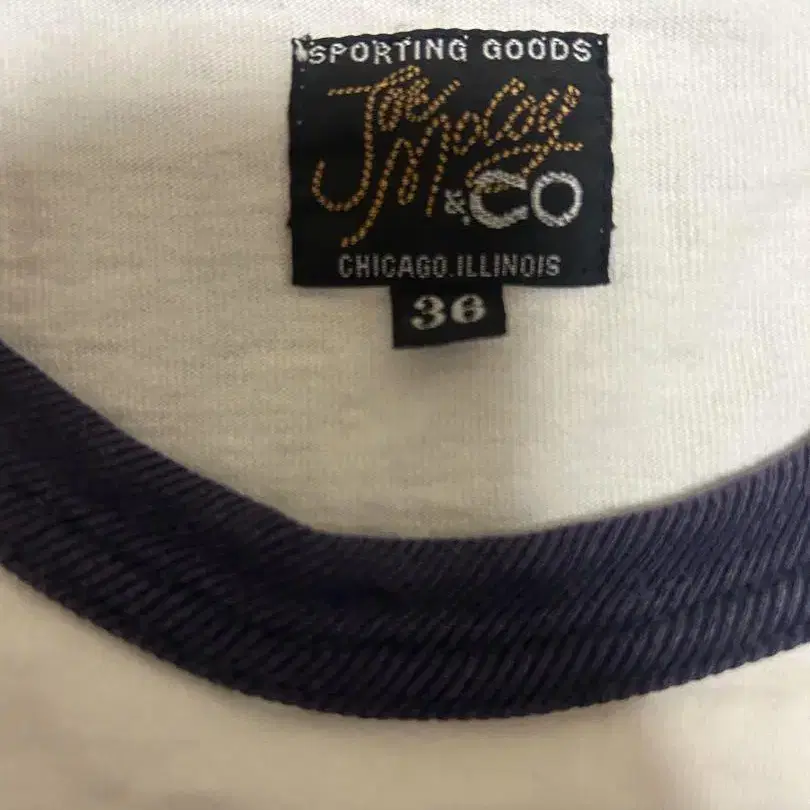 SPORTING GOODS
Joe McCoy
& CO
CHICAGO.ILLINOIS
36